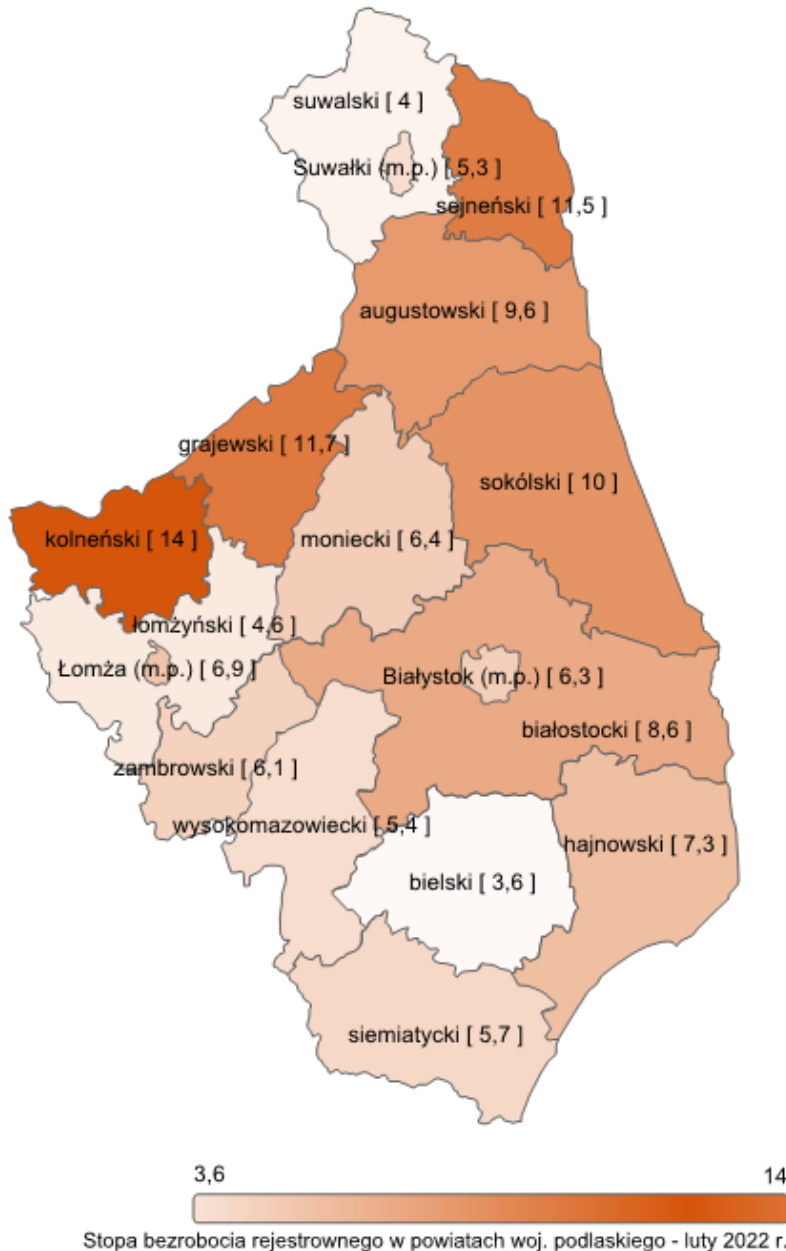 suwalski [ 4 ]
Suwałki (m.p.) [ 5,3 ]
sejneński [ 11,5 ]
augustowski [ 9,6 ]
grajewski [ 11,7 ]
sokólski [ 10 ]
kolneński [ 14 ]
moniecki [ 6,4 ]
łomżyński [ 4,6 ]
Łomża (m.p.) [ 6,9 ]
Białystok (m.p.) [ 6,3 ]
białostocki [ 8,6 ]
zambrowski [ 6,1 ]
wysokomazowiecki [ 5,4 ]
hajnowski [ 7,3 ]
bielski [ 3,6 ]
siemiatycki [ 5,7 ]
3,6 14
Stopa bezrobocia rejestrownego w powiatach woj. podlaskiego - luty 2022 r.